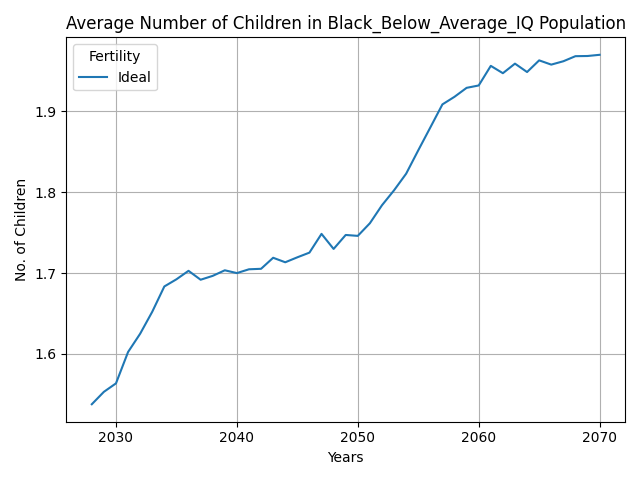 Average Number of Children in Black_Below_Average_IQ Population
Fertility
Ideal
No. of Children
1.9
1.8
1.7
1.6
2030 2040 2050 2060 2070
Years